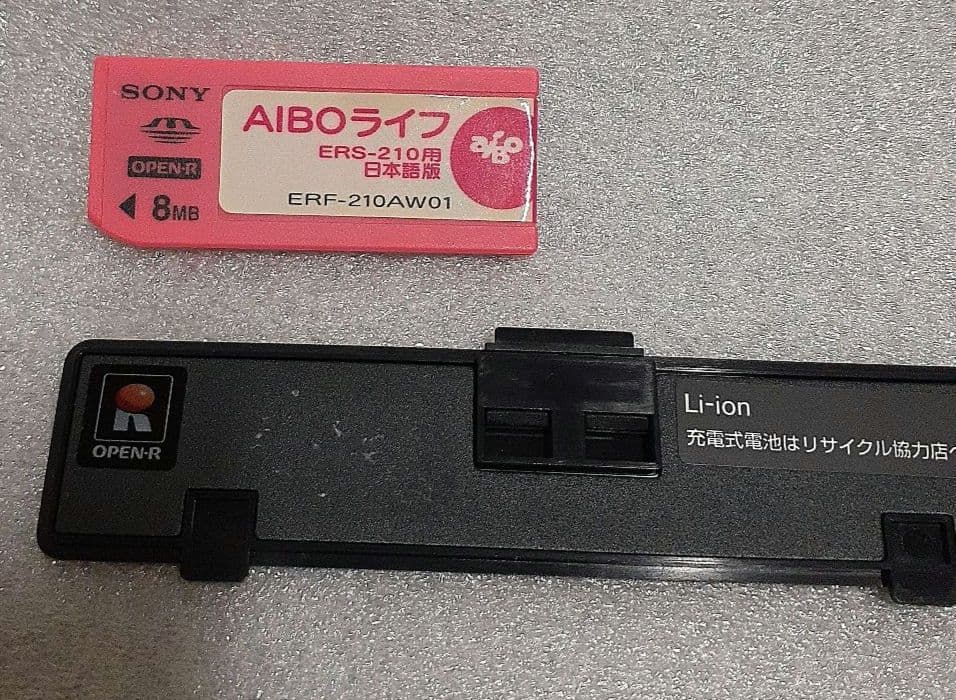 SONY
OPEN·R
8MB
AIBOライフ
ERS-210用
日本語版
ERF-210AW01
aiBo
OPEN·R
Li-ion
充電式電池はリサイクル協力店へ